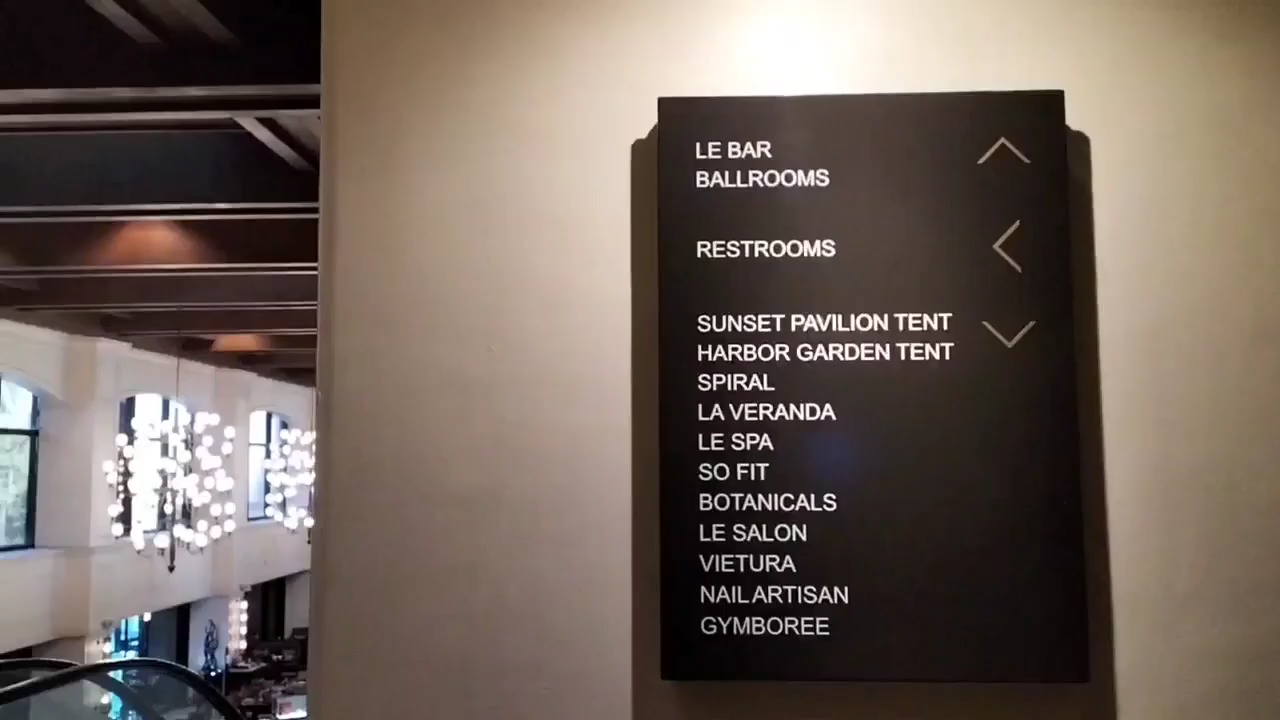 LE BAR
BALLROOMS
RESTROOMS
SUNSET PAVILION TENT
HARBOR GARDEN TENT
SPIRAL
LA VERANDA
LE SPA
SO FIT
BOTANICALS
LE SALON
VIETURA
NAIL ARTISAN
GYMBOREE